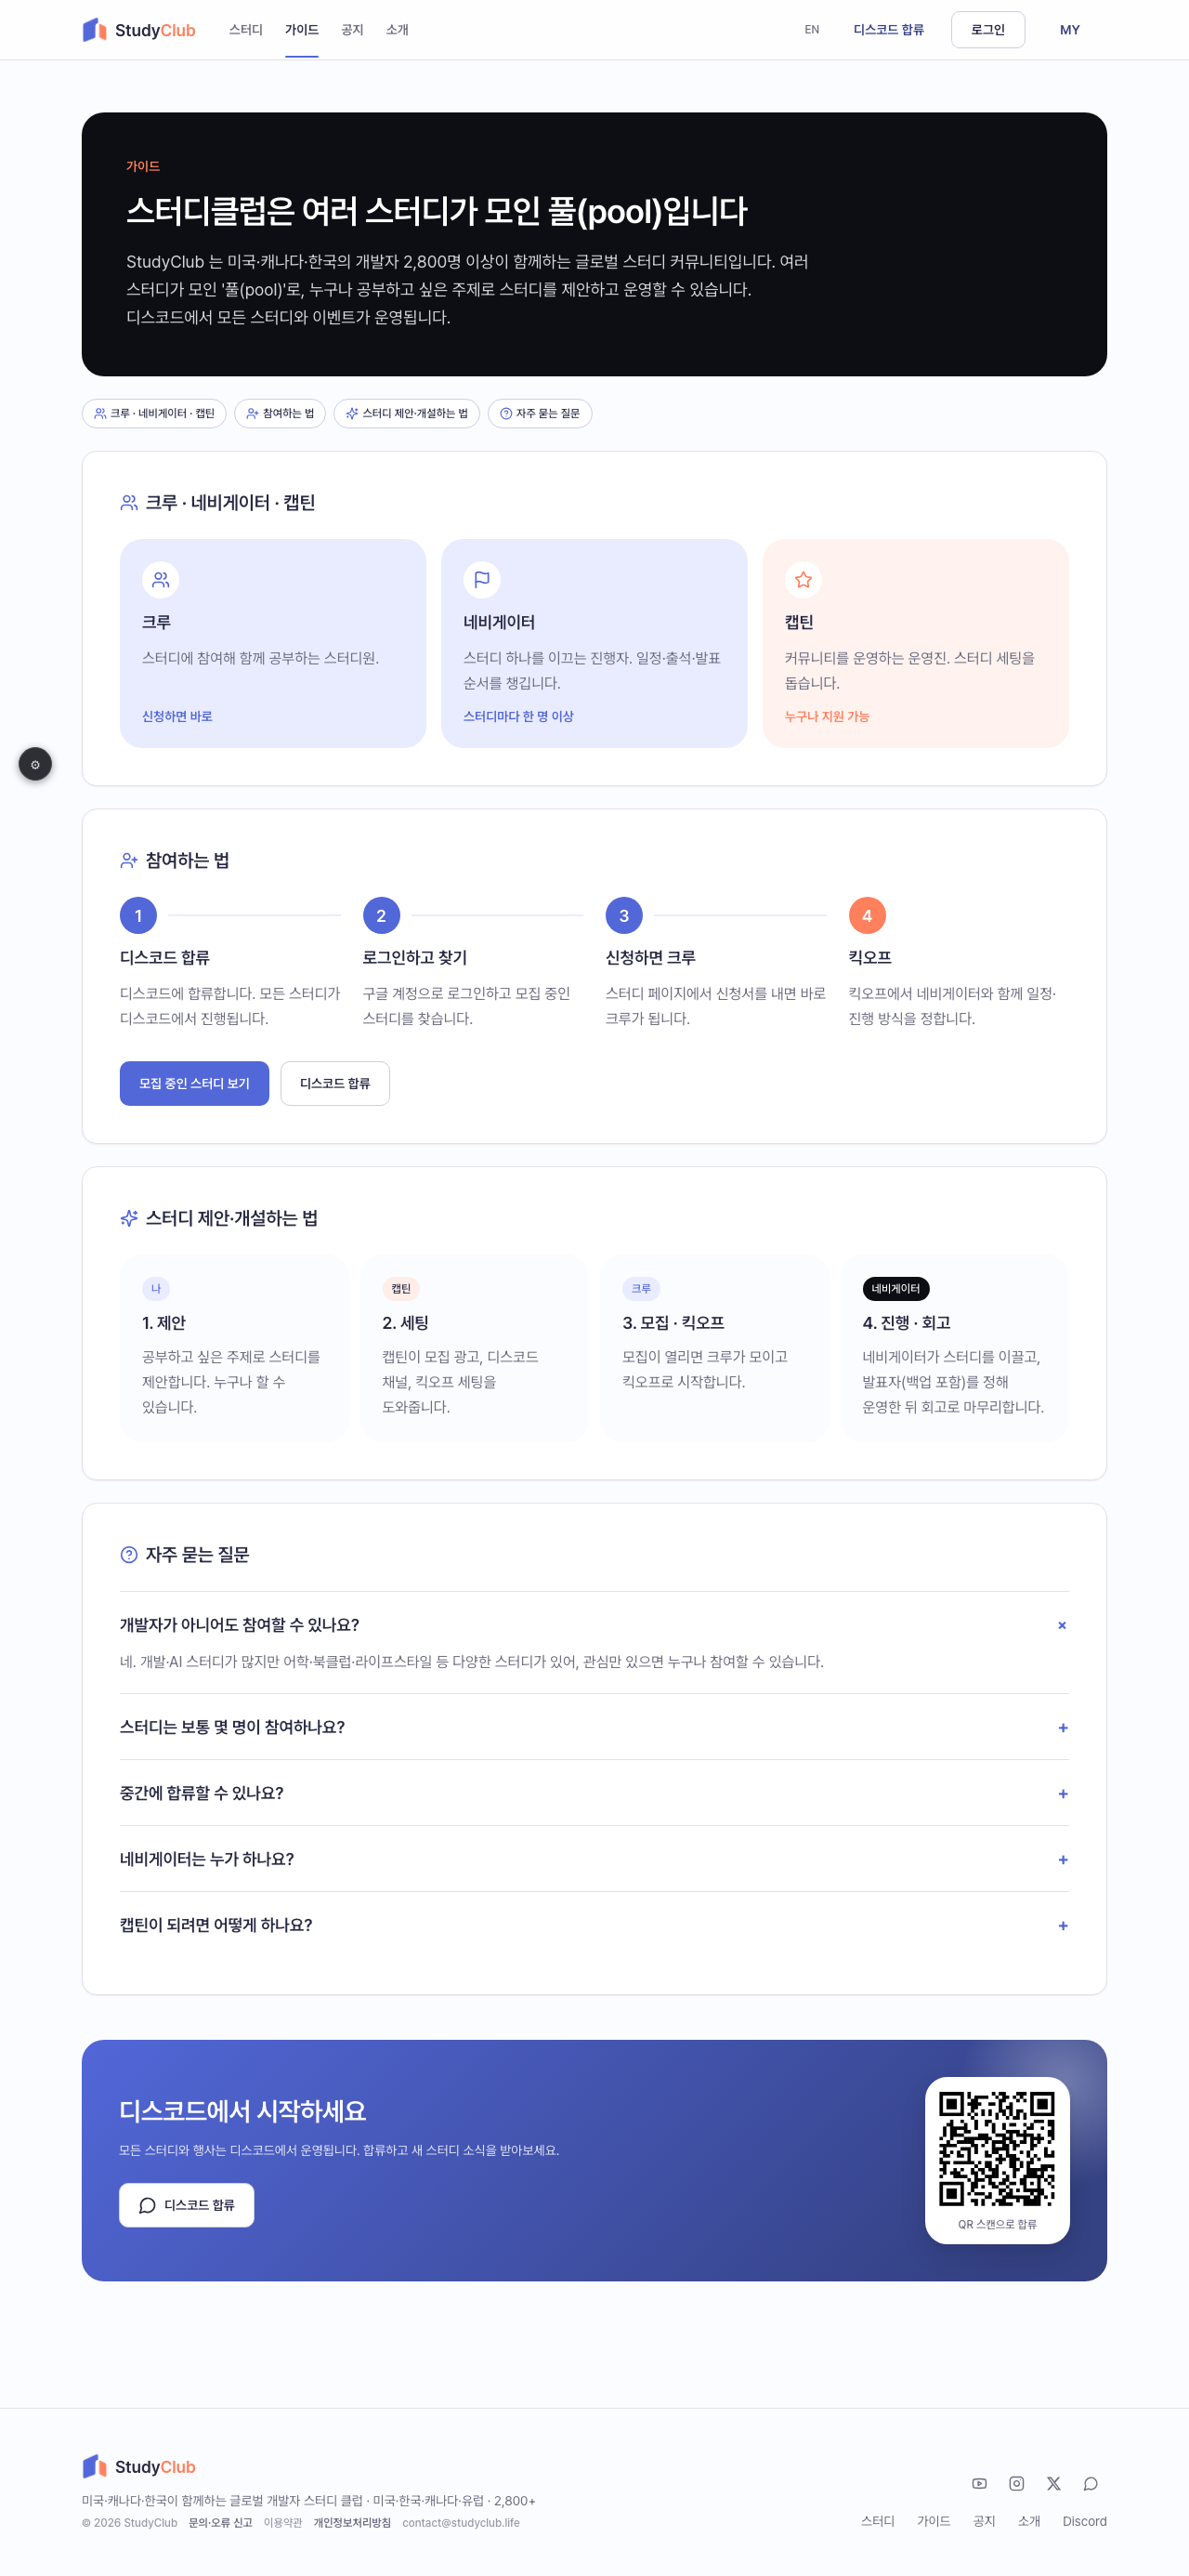 StudyClub
스터디
가이드
공지
소개
EN
디스코드 합류
로그인
MY
가이드
스터디클럽은 여러 스터디가 모인 풀(pool)입니다
StudyClub 는 미국·캐나다·한국의 개발자 2,800명 이상이 함께하는 글로벌 스터디 커뮤니티입니다. 여러
스터디가 모인 '풀(pool)'로, 누구나 공부하고 싶은 주제로 스터디를 제안하고 운영할 수 있습니다.
디스코드에서 모든 스터디와 이벤트가 운영됩니다.
크루 · 네비게이터 · 캡틴
참여하는 법
스터디 제안·개설하는 법
자주 묻는 질문
크루 · 네비게이터 · 캡틴
크루
스터디에 참여해 함께 공부하는 스터디원.
신청하면 바로
네비게이터
스터디 하나를 이끄는 진행자. 일정·출석·발표
순서를 챙깁니다.
스터디마다 한 명 이상
캡틴
커뮤니티를 운영하는 운영진. 스터디 세팅을
돕습니다.
누구나 지원 가능
참여하는 법
1
디스코드 합류
디스코드에 합류합니다. 모든 스터디가
디스코드에서 진행됩니다.
2
로그인하고 찾기
구글 계정으로 로그인하고 모집 중인
스터디를 찾습니다.
3
신청하면 크루
스터디 페이지에서 신청서를 내면 바로
크루가 됩니다.
4
킥오프
킥오프에서 네비게이터와 함께 일정·
진행 방식을 정합니다.
모집 중인 스터디 보기
디스코드 합류
스터디 제안·개설하는 법
나
1. 제안
공부하고 싶은 주제로 스터디를
제안합니다. 누구나 할 수
있습니다.
캡틴
2. 세팅
캡틴이 모집 광고, 디스코드
채널, 킥오프 세팅을
도와줍니다.
크루
3. 모집 · 킥오프
모집이 열리면 크루가 모이고
킥오프로 시작합니다.
네비게이터
4. 진행 · 회고
네비게이터가 스터디를 이끌고,
발표자(백업 포함)를 정해
운영한 뒤 회고로 마무리합니다.
자주 묻는 질문
개발자가 아니어도 참여할 수 있나요?
네. 개발·AI 스터디가 많지만 어학·북클럽·라이프스타일 등 다양한 스터디가 있어, 관심만 있으면 누구나 참여할 수 있습니다.
스터디는 보통 몇 명이 참여하나요?
중간에 합류할 수 있나요?
네비게이터는 누가 하나요?
캡틴이 되려면 어떻게 하나요?
디스코드에서 시작하세요
모든 스터디와 행사는 디스코드에서 운영됩니다. 합류하고 새 스터디 소식을 받아보세요.
디스코드 합류
QR 스캔으로 합류
StudyClub
미국·캐나다·한국이 함께하는 글로벌 개발자 스터디 클럽 · 미국·한국·캐나다·유럽 · 2,800+
© 2026 StudyClub 문의·오류 신고 이용약관 개인정보처리방침 contact@studyclub.life
스터디
가이드
공지
소개
Discord